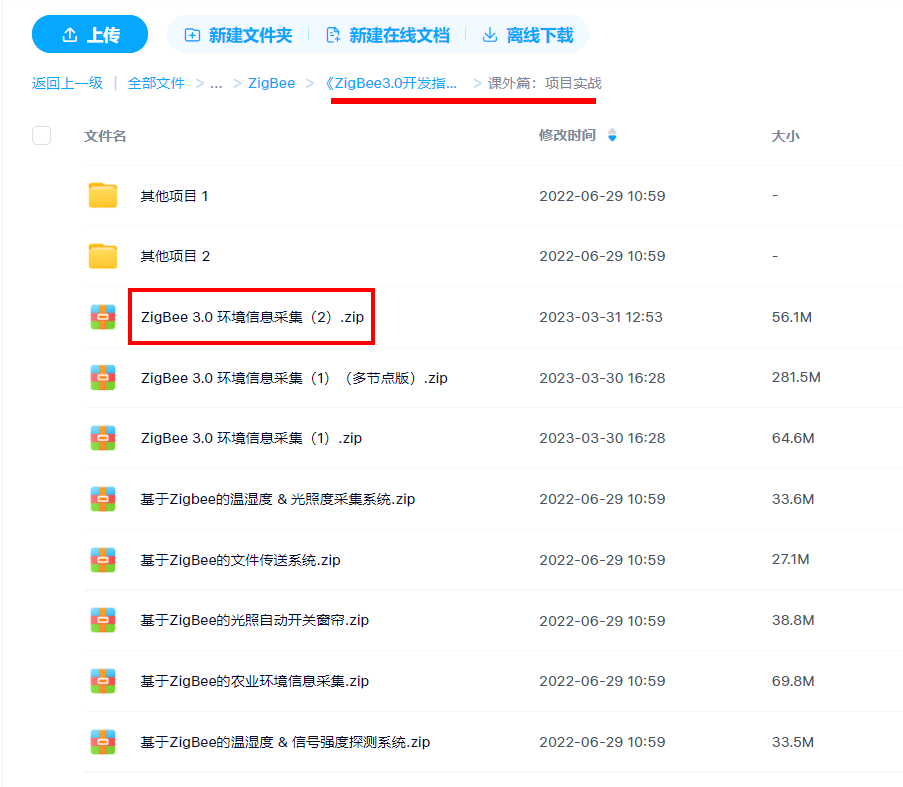 上传 新建文件夹 新建在线文档 离线下载
返回上一级 | 全部文件 > ... > ZigBee > 《ZigBee3.0开发指... > 课外篇：项目实战
文件名 修改时间 大小
其他项目 1 2022-06-29 10:59 -
其他项目 2 2022-06-29 10:59 -
ZigBee 3.0 环境信息采集（2）.zip 2023-03-31 12:53 56.1M
ZigBee 3.0 环境信息采集（1）（多节点版）.zip 2023-03-30 16:28 281.5M
ZigBee 3.0 环境信息采集（1）.zip 2023-03-30 16:28 64.6M
基于Zigbee的温湿度 & 光照度采集系统.zip 2022-06-29 10:59 33.6M
基于ZigBee的文件传送系统.zip 2022-06-29 10:59 27.1M
基于ZigBee的光照自动开关窗帘.zip 2022-06-29 10:59 38.8M
基于ZigBee的农业环境信息采集.zip 2022-06-29 10:59 69.8M
基于ZigBee的温湿度 & 信号强度探测系统.zip 2022-06-29 10:59 33.5M